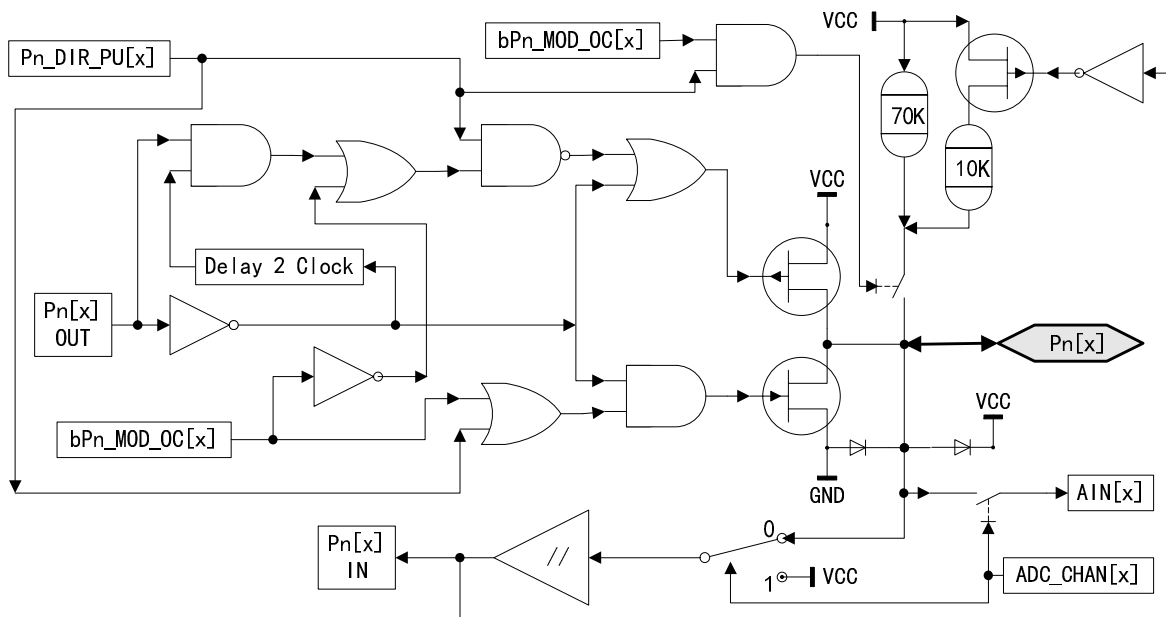 bPn_MOD_OC[x]
VCC
Pn_DIR_PU[x]
70K
10K
VCC
Delay 2 Clock
Pn[x]
OUT
Pn[x]
bPn_MOD_OC[x]
VCC
GND
AIN[x]
Pn[x]
IN
//
0
1
VCC
ADC_CHAN[x]